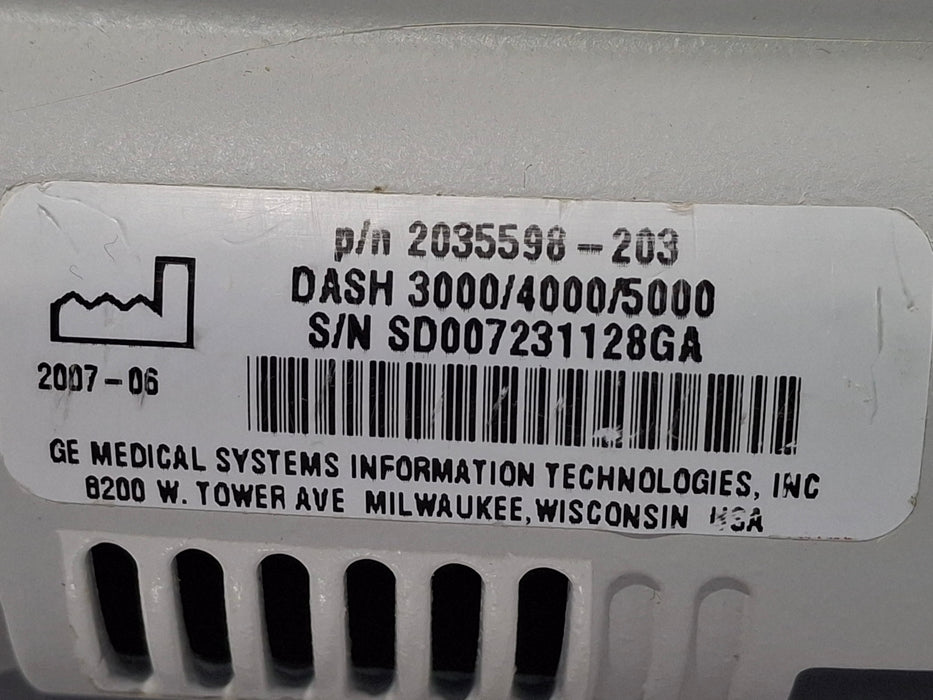 p/n 2035598-203
DASH 3000/4000/5000
S/N SD007231128GA
2007-06
GE MEDICAL SYSTEMS INFORMATION TECHNOLOGIES, INC
8200 W. TOWER AVE MILWAUKEE, WISCONSIN USA